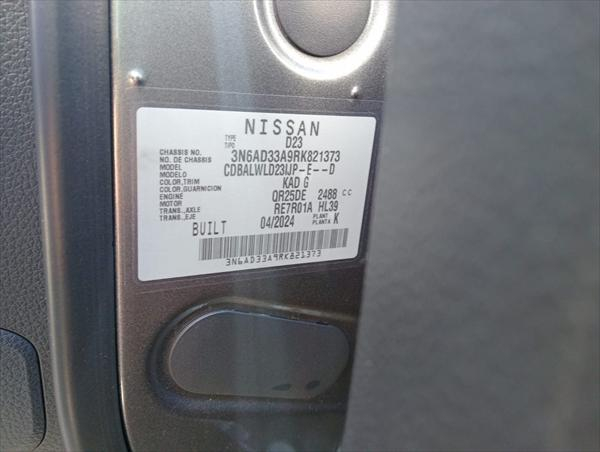 NISSAN
TYPE
TIPO D23
CHASSIS NO.
NO. DE CHASSIS 3N6AD33A9RK821373
MODEL
MODELO CDBALWLD23IJP-E--D
COLOR,TRIM
COLOR,GUARNICION KAD G
ENGINE
MOTOR QR25DE 2488 CC
TRANS.,AXLE
TRANS.,EJE RE7R01A HL39
BUILT 04/2024 PLANT
PLANTA K
3N6AD33A9RK821373